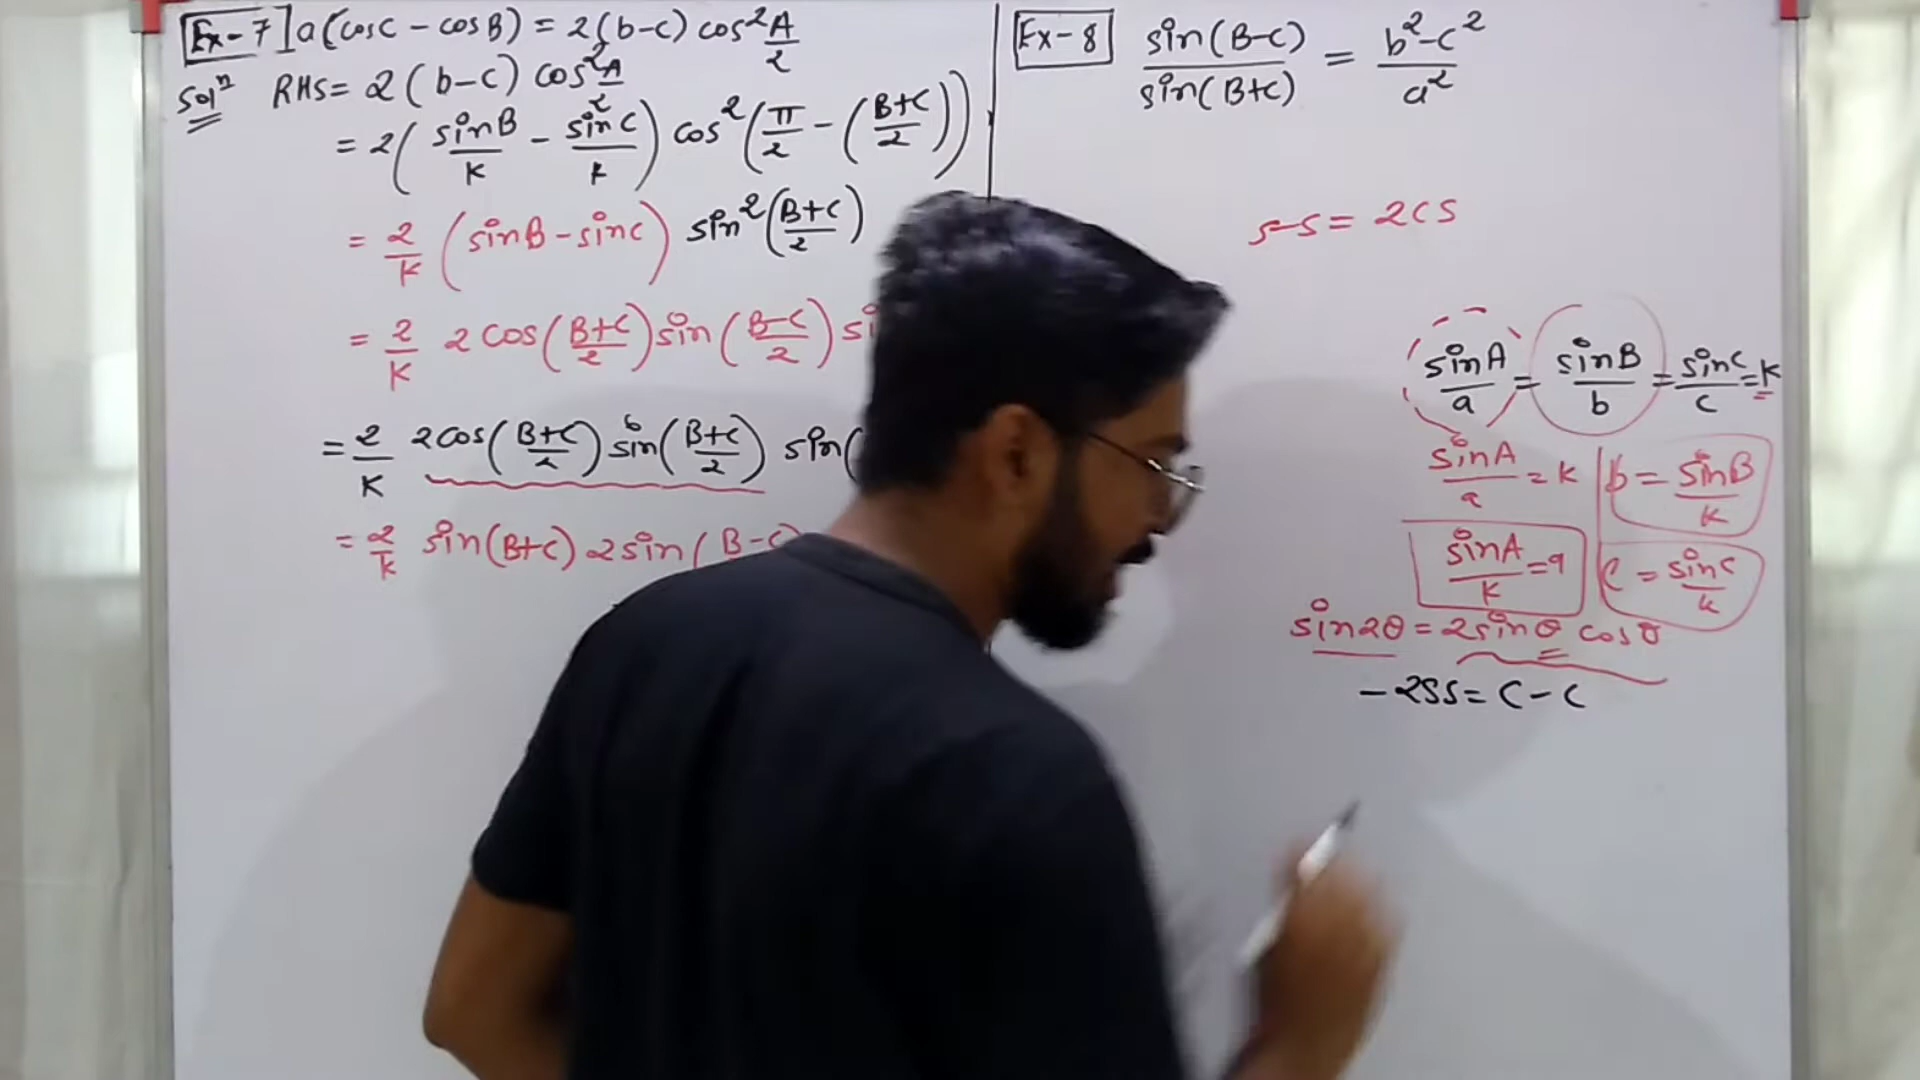 Ex-7 a(cosC - cosB) = 2(b-c) cos²A/2
Solⁿ RHS = 2(b-c) cos²A/2
= 2(sinB/K - sinC/K) cos²(π/2 - (B+C/2))
= 2/K (sinB - sinC) sin²(B+C/2)
= 2/K 2cos(B+C/2) sin(B-C/2)
= 2/K 2cos(B+C/2) sin(B+C/2) sin(
= 2/K sin(B+C) 2sin(B-C
Ex-8 sin(B-C)/sin(B+C) = b²-c²/a²
s-s = 2CS
sinA/a = sinB/b = sinC/c = K
sinA/a = K
sinA/K = a
b = sinB/K
c = sinC/K
sin2θ = 2sinθ cosθ
-2SS = C-C